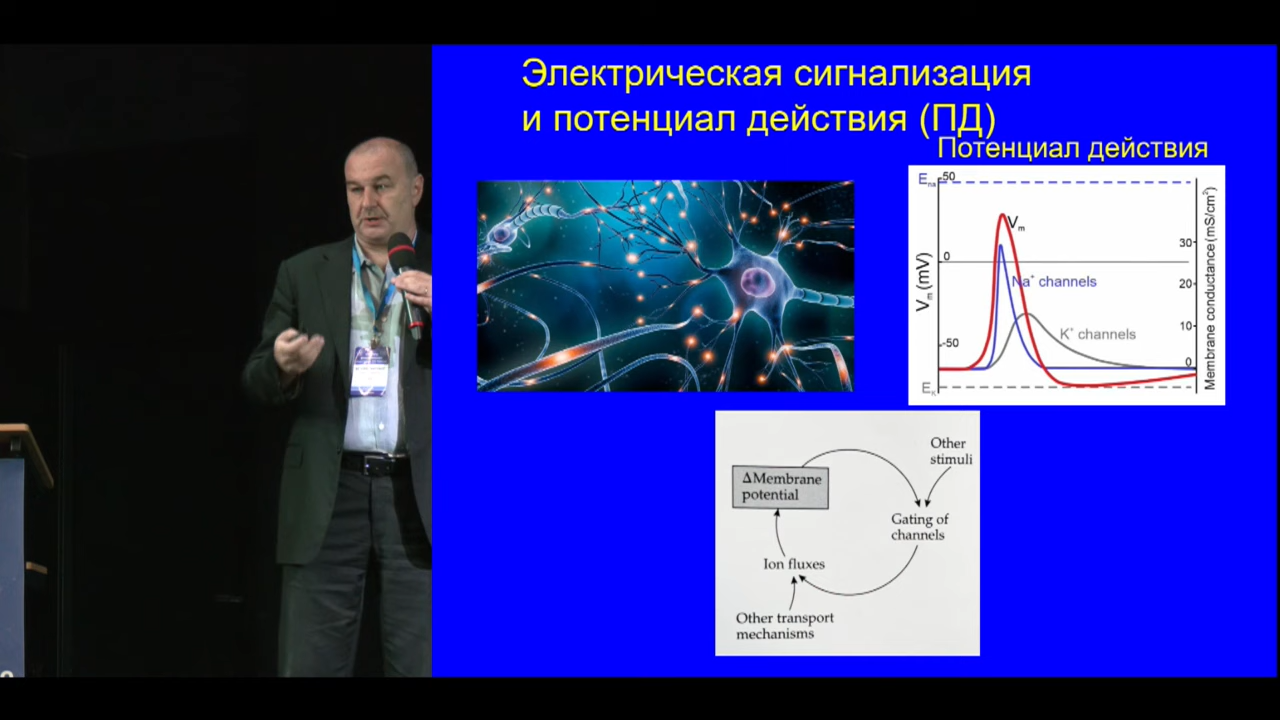 Электрическая сигнализация
и потенциал действия (ПД)
Потенциал действия
E_Na
50
V_m
0
30
Na⁺ channels
20
V_m (mV)
K⁺ channels
10
-50
0
E_K
Membrane conductance (mS/cm²)
Other
stimuli
ΔMembrane
potential
Gating of
channels
Ion fluxes
Other transport
mechanisms